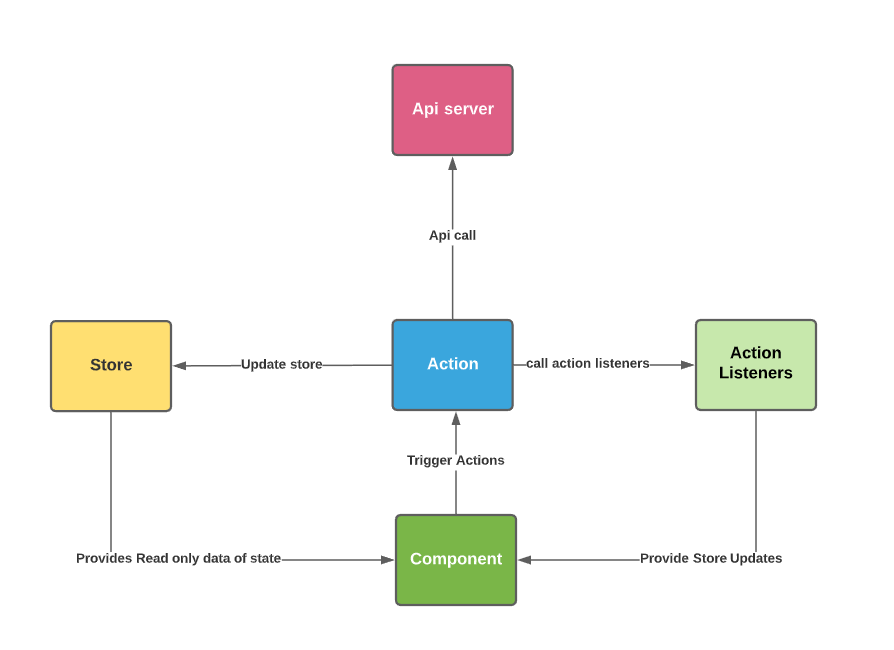 Api server
Api call
Store
Update store
Action
call action listeners
Action
Listeners
Trigger Actions
Provides Read only data of state
Component
Provide Store Updates